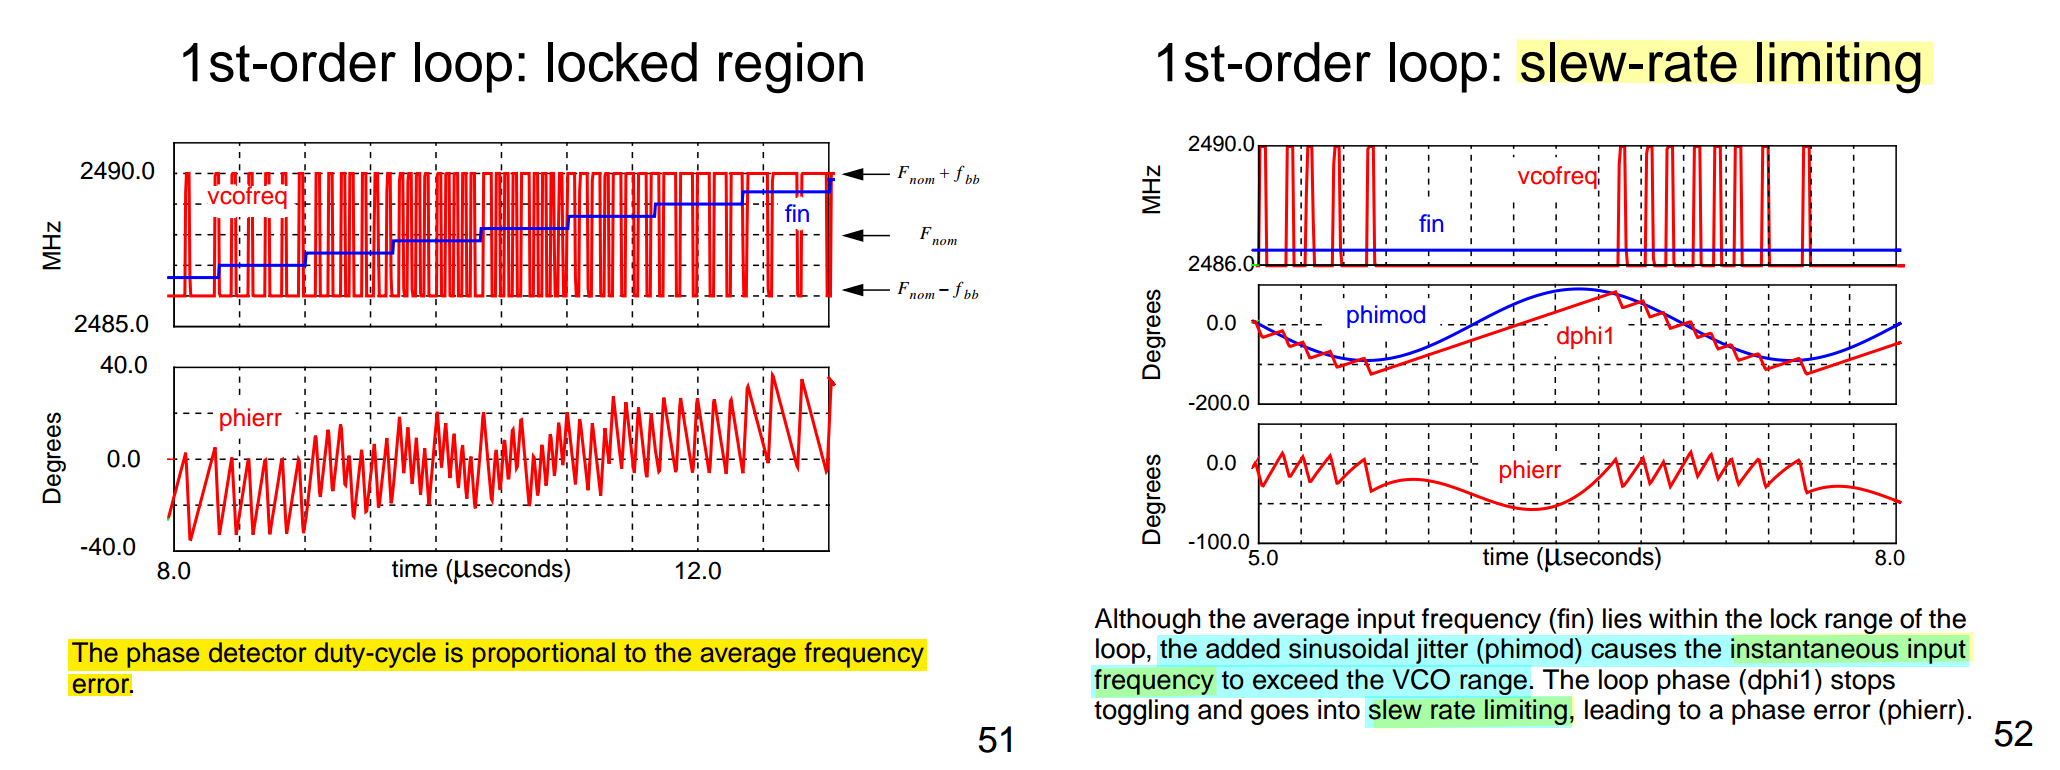 1st-order loop: locked region
MHz
2490.0
2485.0
vcofreq
fin
F_nom + f_bb
F_nom
F_nom − f_bb
Degrees
40.0
0.0
-40.0
phierr
8.0
time (μseconds)
12.0
The phase detector duty-cycle is proportional to the average frequency
error.
51
1st-order loop: slew-rate limiting
MHz
2490.0
2486.0
vcofreq
fin
Degrees
0.0
-200.0
phimod
dphi1
Degrees
0.0
-100.0
phierr
5.0
time (μseconds)
8.0
Although the average input frequency (fin) lies within the lock range of the
loop, the added sinusoidal jitter (phimod) causes the instantaneous input
frequency to exceed the VCO range. The loop phase (dphi1) stops
toggling and goes into slew rate limiting, leading to a phase error (phierr).
52